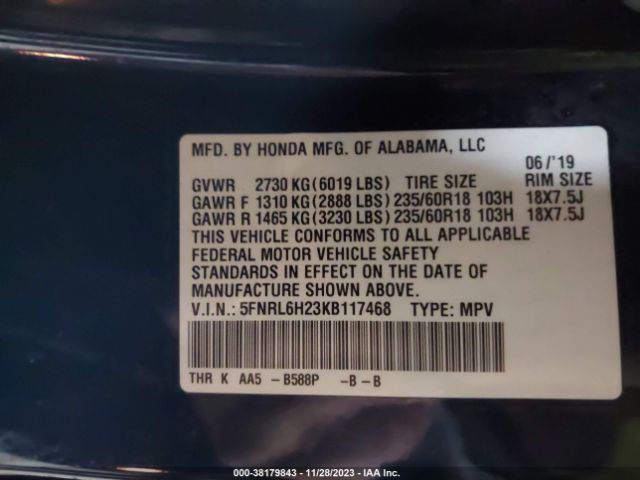 MFD. BY HONDA MFG. OF ALABAMA, LLC
06/'19
GVWR 2730 KG(6019 LBS) TIRE SIZE RIM SIZE
GAWR F 1310 KG(2888 LBS) 235/60R18 103H 18X7.5J
GAWR R 1465 KG(3230 LBS) 235/60R18 103H 18X7.5J
THIS VEHICLE CONFORMS TO ALL APPLICABLE
FEDERAL MOTOR VEHICLE SAFETY
STANDARDS IN EFFECT ON THE DATE OF
MANUFACTURE SHOWN ABOVE.
V.I.N.: 5FNRL6H23KB117468 TYPE: MPV
THR K AA5 -B588P -B-B
000-38179843 - 11/28/2023 - IAA Inc.